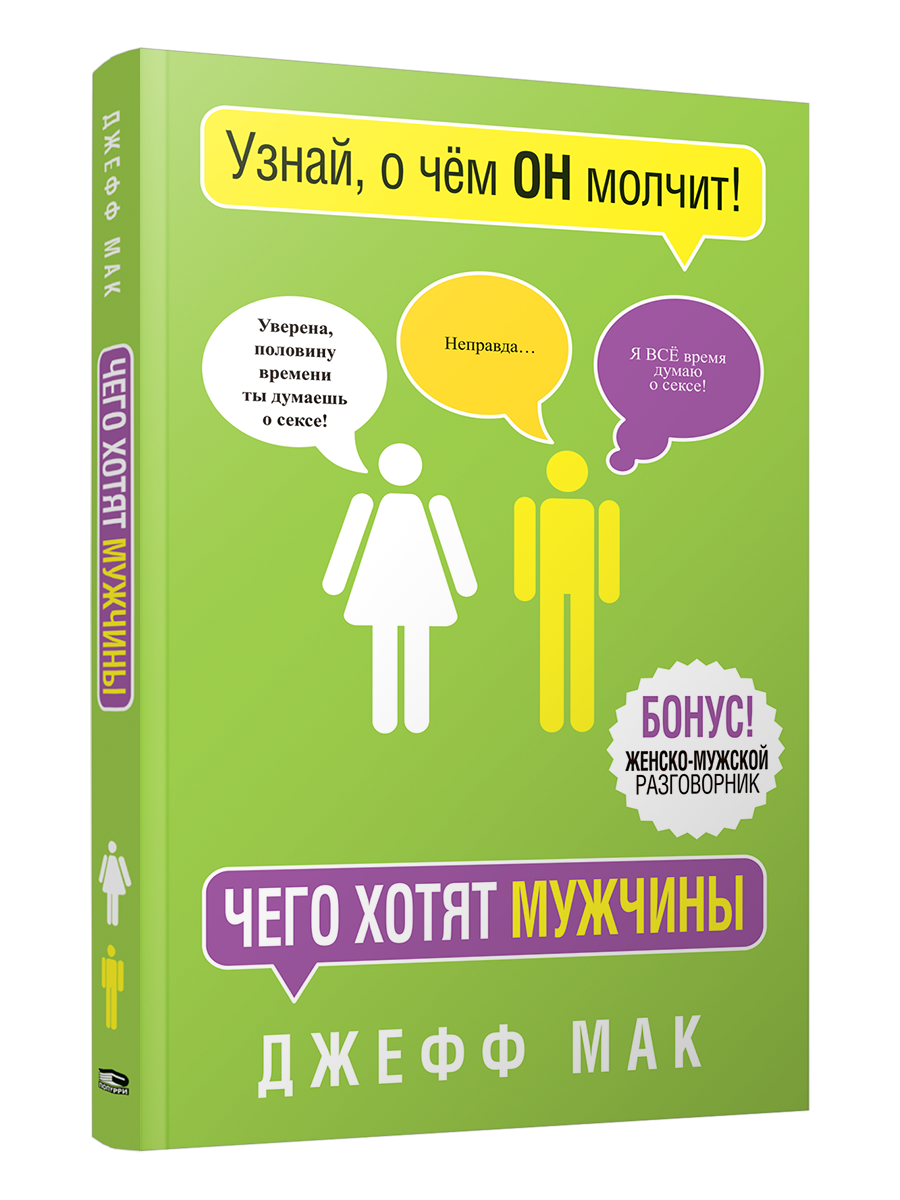 Узнай, о чём ОН молчит!
Уверена,
половину
времени
ты думаешь
о сексе!
Неправда...
Я ВСЁ время
думаю
о сексе!
БОНУС!
ЖЕНСКО-МУЖСКОЙ
РАЗГОВОРНИК
ЧЕГО ХОТЯТ МУЖЧИНЫ
ДЖЕФФ МАК
ДЖЕФФ МАК
ЧЕГО ХОТЯТ МУЖЧИНЫ
ПОПУРРИ